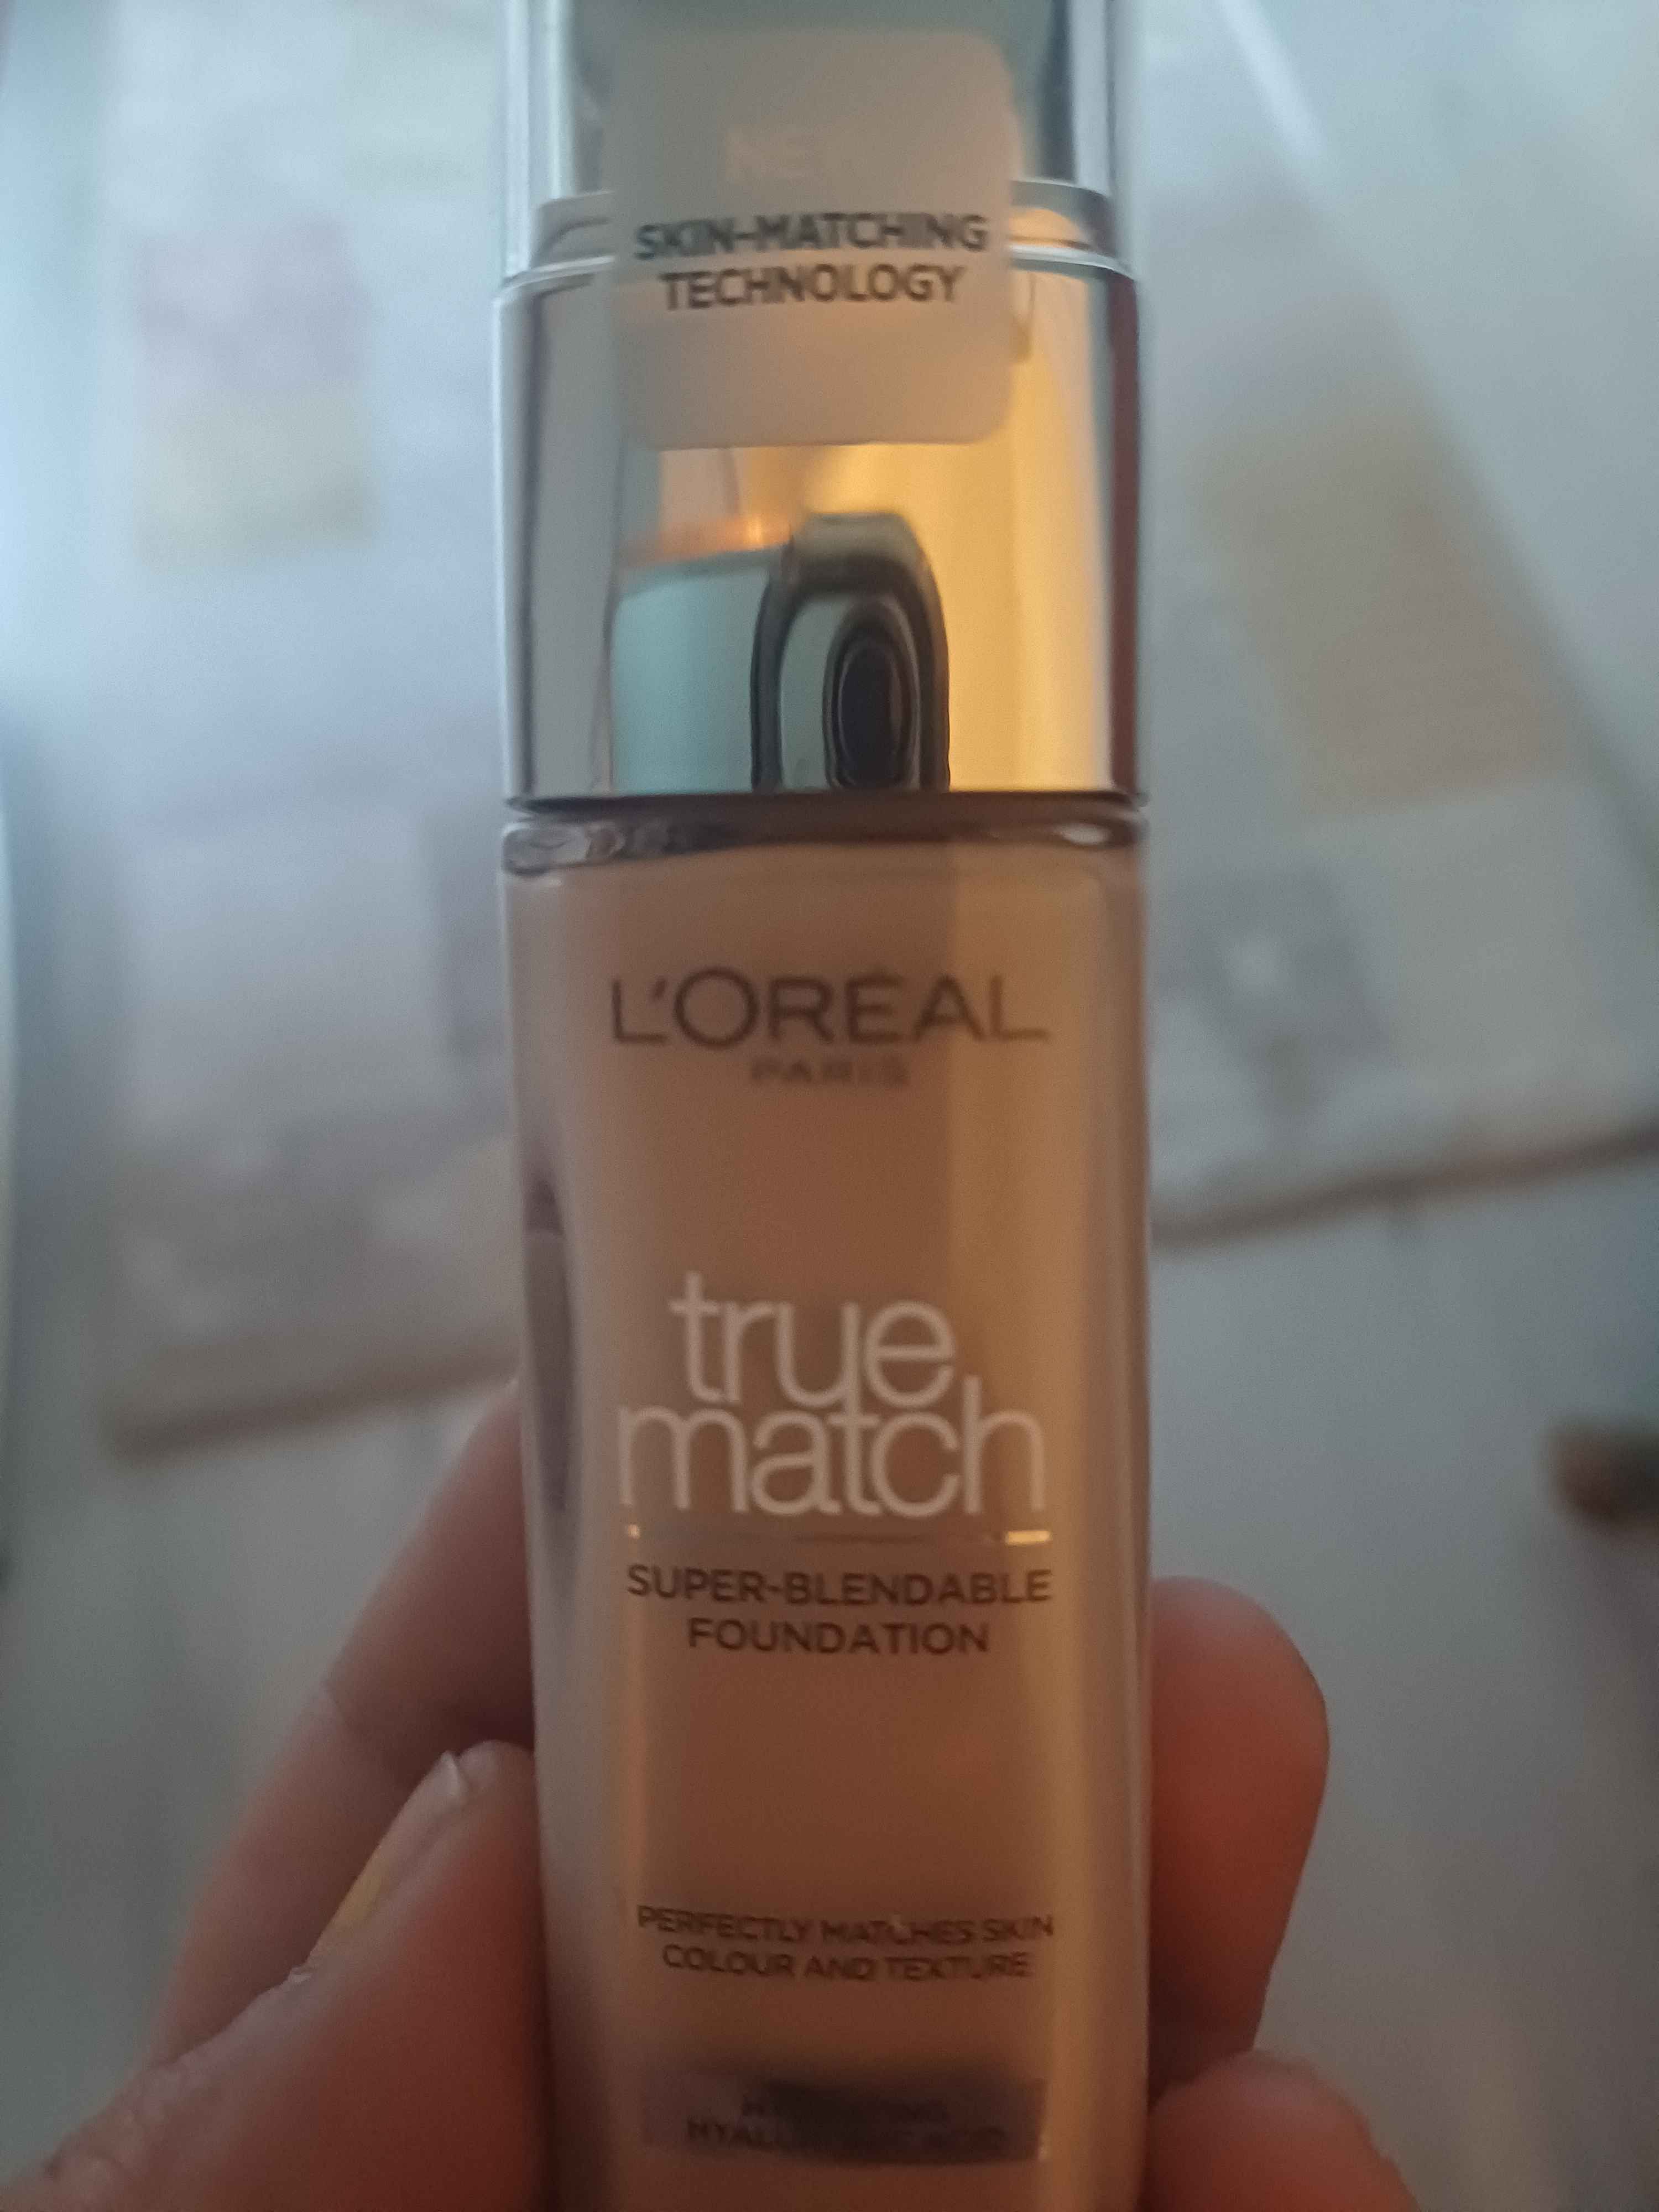 SKIN-MATCHING
TECHNOLOGY
L'ORÉAL
PARIS
true
match
SUPER-BLENDABLE
FOUNDATION
PERFECTLY MATCHES SKIN
COLOUR AND TEXTURE